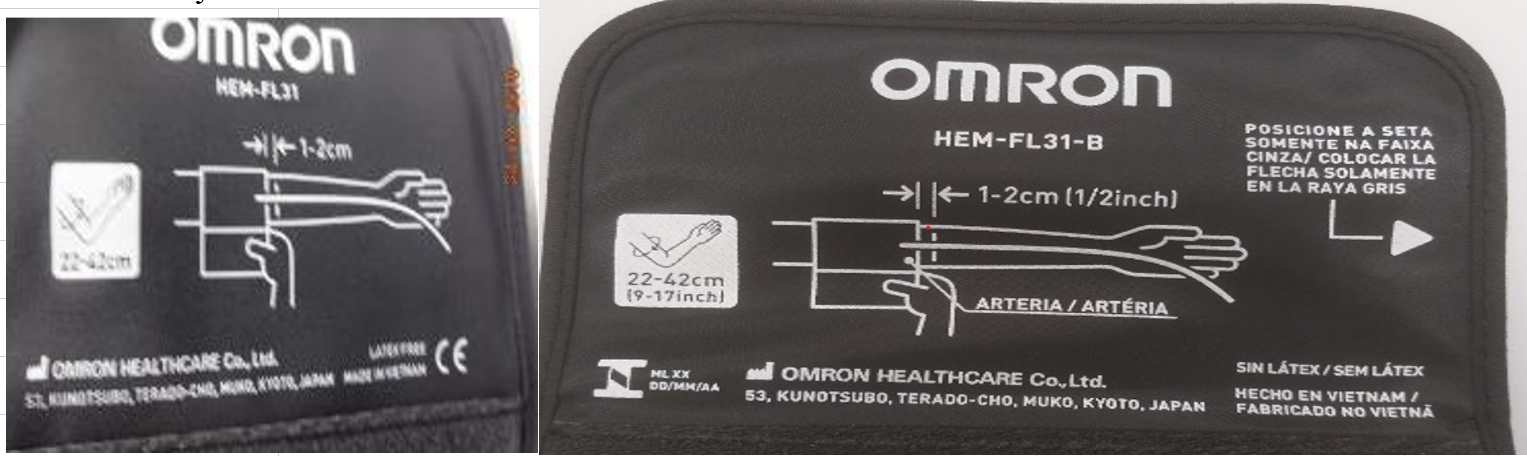 OMRON
HEM-FL31
1-2cm
22-42cm
OMRON HEALTHCARE Co., Ltd.
53, KUNOTSUBO, TERADO-CHO, MUKO, KYOTO, JAPAN
LATEX FREE
MADE IN VIETNAM
CE
OMRON
HEM-FL31-B
POSICIONE A SETA
SOMENTE NA FAIXA
CINZA/ COLOCAR LA
FLECHA SOLAMENTE
EN LA RAYA GRIS
1-2cm (1/2inch)
22-42cm
(9-17inch)
ARTERIA / ARTÉRIA
ML XX
DD/MM/AA
OMRON HEALTHCARE Co.,Ltd.
53, KUNOTSUBO, TERADO-CHO, MUKO, KYOTO, JAPAN
SIN LÁTEX / SEM LÁTEX
HECHO EN VIETNAM /
FABRICADO NO VIETNÃ